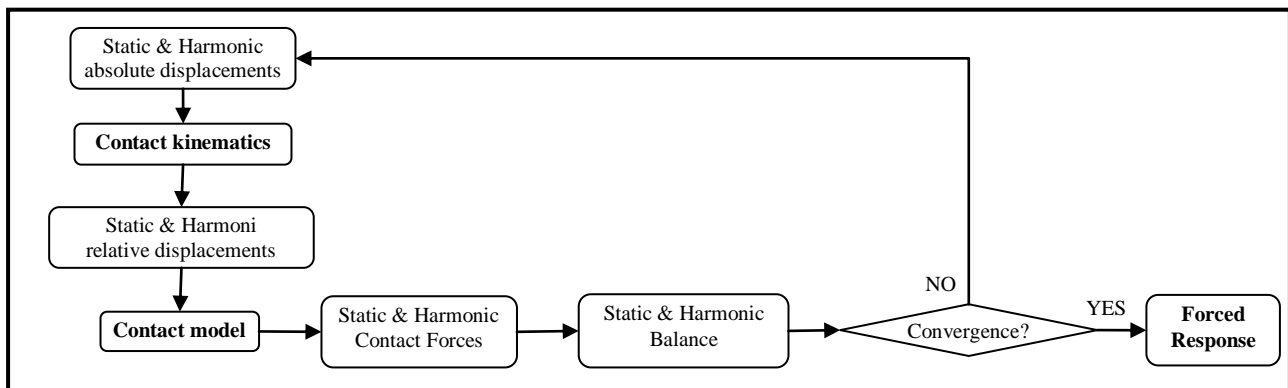 Static & Harmonic
absolute displacements
Contact kinematics
Static & Harmoni
relative displacements
Contact model
Static & Harmonic
Contact Forces
Static & Harmonic
Balance
Convergence?
NO
YES
Forced
Response